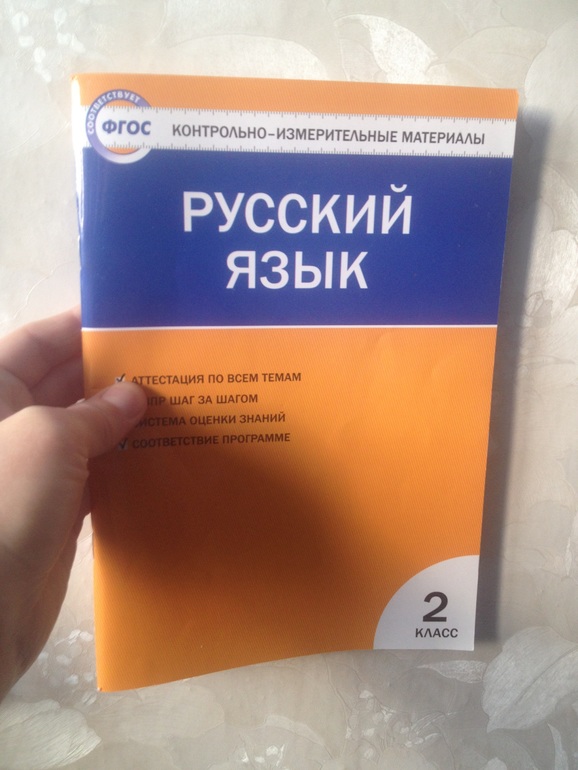 СООТВЕТСТВУЕТ
ФГОС
КОНТРОЛЬНО-ИЗМЕРИТЕЛЬНЫЕ МАТЕРИАЛЫ
РУССКИЙ
ЯЗЫК
АТТЕСТАЦИЯ ПО ВСЕМ ТЕМАМ
ШАГ ЗА ШАГОМ
СИСТЕМА ОЦЕНКИ ЗНАНИЙ
СООТВЕТСТВИЕ ПРОГРАММЕ
2
КЛАСС